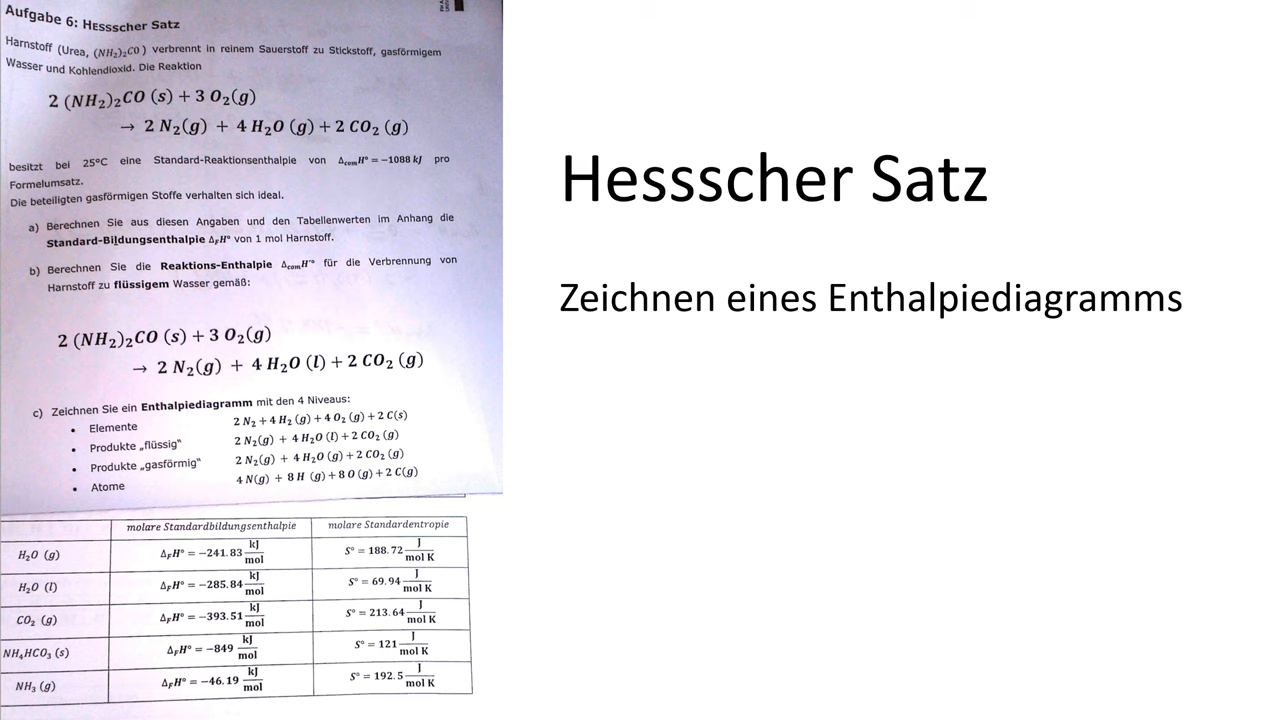 Aufgabe 6: Hessscher Satz
Harnstoff (Urea, (NH₂)₂CO ) verbrennt in reinem Sauerstoff zu Stickstoff, gasförmigem
Wasser und Kohlendioxid. Die Reaktion
2 (NH₂)₂CO (s) + 3 O₂(g)
→ 2 N₂(g) + 4 H₂O (g) + 2 CO₂ (g)
besitzt bei 25°C eine Standard-Reaktionsenthalpie von Δ_com H° = −1088 kJ pro
Formelumsatz.
Die beteiligten gasförmigen Stoffe verhalten sich ideal.
a) Berechnen Sie aus diesen Angaben und den Tabellenwerten im Anhang die
Standard-Bildungsenthalpie Δ_F H° von 1 mol Harnstoff.
b) Berechnen Sie die Reaktions-Enthalpie Δ_com H'° für die Verbrennung von
Harnstoff zu flüssigem Wasser gemäß:
2 (NH₂)₂CO (s) + 3 O₂(g)
→ 2 N₂(g) + 4 H₂O (l) + 2 CO₂ (g)
c) Zeichnen Sie ein Enthalpiediagramm mit den 4 Niveaus:
• Elemente 2 N₂ + 4 H₂ (g) + 4 O₂ (g) + 2 C(s)
• Produkte „flüssig" 2 N₂(g) + 4 H₂O (l) + 2 CO₂ (g)
• Produkte „gasförmig" 2 N₂(g) + 4 H₂O (g) + 2 CO₂ (g)
• Atome 4 N(g) + 8 H (g) + 8 O (g) + 2 C(g)
molare Standardbildungsenthalpie molare Standardentropie
H₂O (g) Δ_F H° = −241.83 kJ/mol S° = 188.72 J/mol K
H₂O (l) Δ_F H° = −285.84 kJ/mol S° = 69.94 J/mol K
CO₂ (g) Δ_F H° = −393.51 kJ/mol S° = 213.64 J/mol K
NH₄HCO₃ (s) Δ_F H° = −849 kJ/mol S° = 121 J/mol K
NH₃ (g) Δ_F H° = −46.19 kJ/mol S° = 192.5 J/mol K
Hessscher Satz
Zeichnen eines Enthalpiediagramms